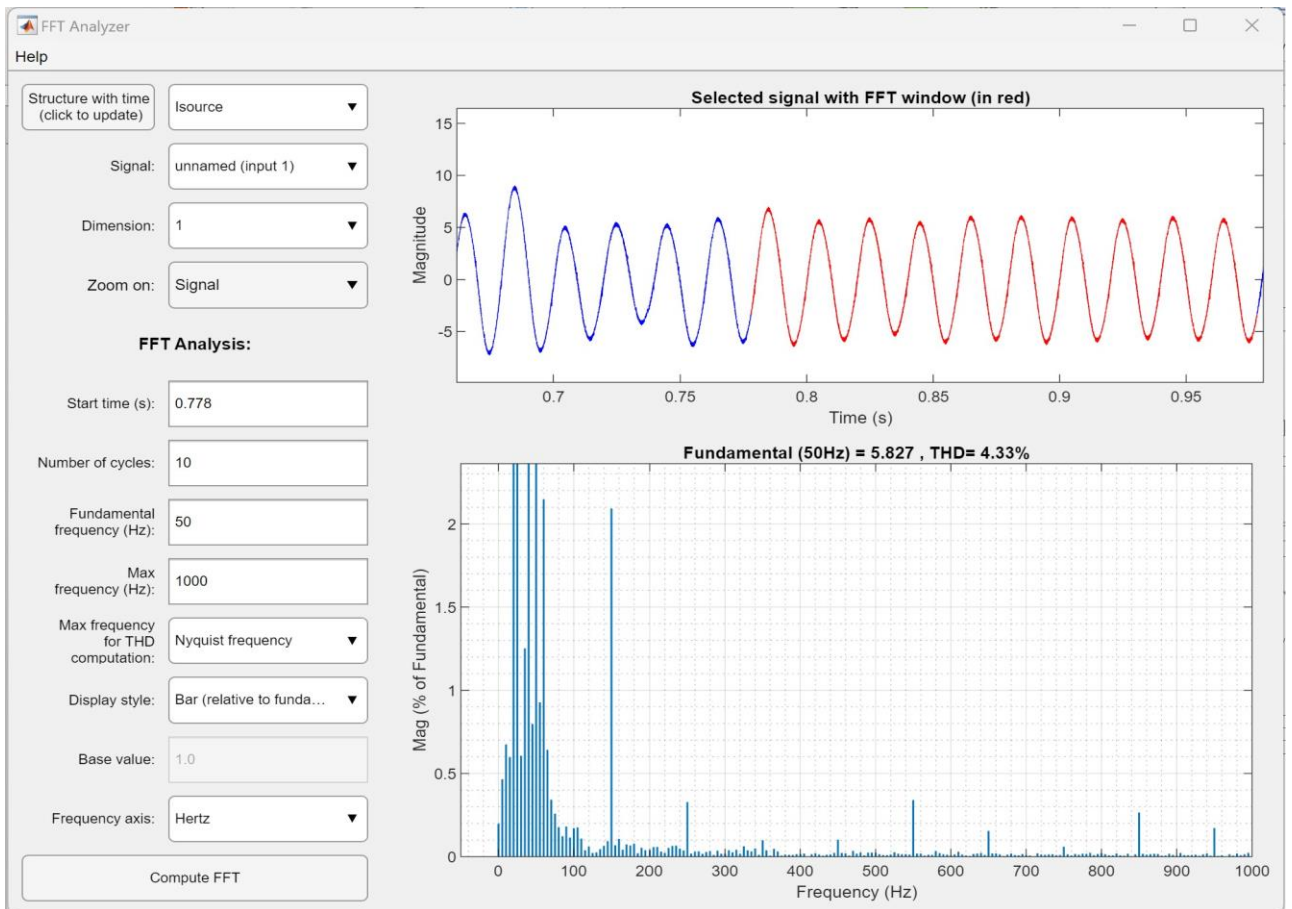 FFT Analyzer
Help
Structure with time
(click to update)
Isource
Signal:
unnamed (input 1)
Dimension:
1
Zoom on:
Signal
FFT Analysis:
Start time (s):
0.778
Number of cycles:
10
Fundamental
frequency (Hz):
50
Max
frequency (Hz):
1000
Max frequency
for THD
computation:
Nyquist frequency
Display style:
Bar (relative to funda...
Base value:
1.0
Frequency axis:
Hertz
Compute FFT
Selected signal with FFT window (in red)
15
10
5
0
-5
Magnitude
0.7 0.75 0.8 0.85 0.9 0.95
Time (s)
Fundamental (50Hz) = 5.827 , THD= 4.33%
2
1.5
1
0.5
0
Mag (% of Fundamental)
0 100 200 300 400 500 600 700 800 900 1000
Frequency (Hz)